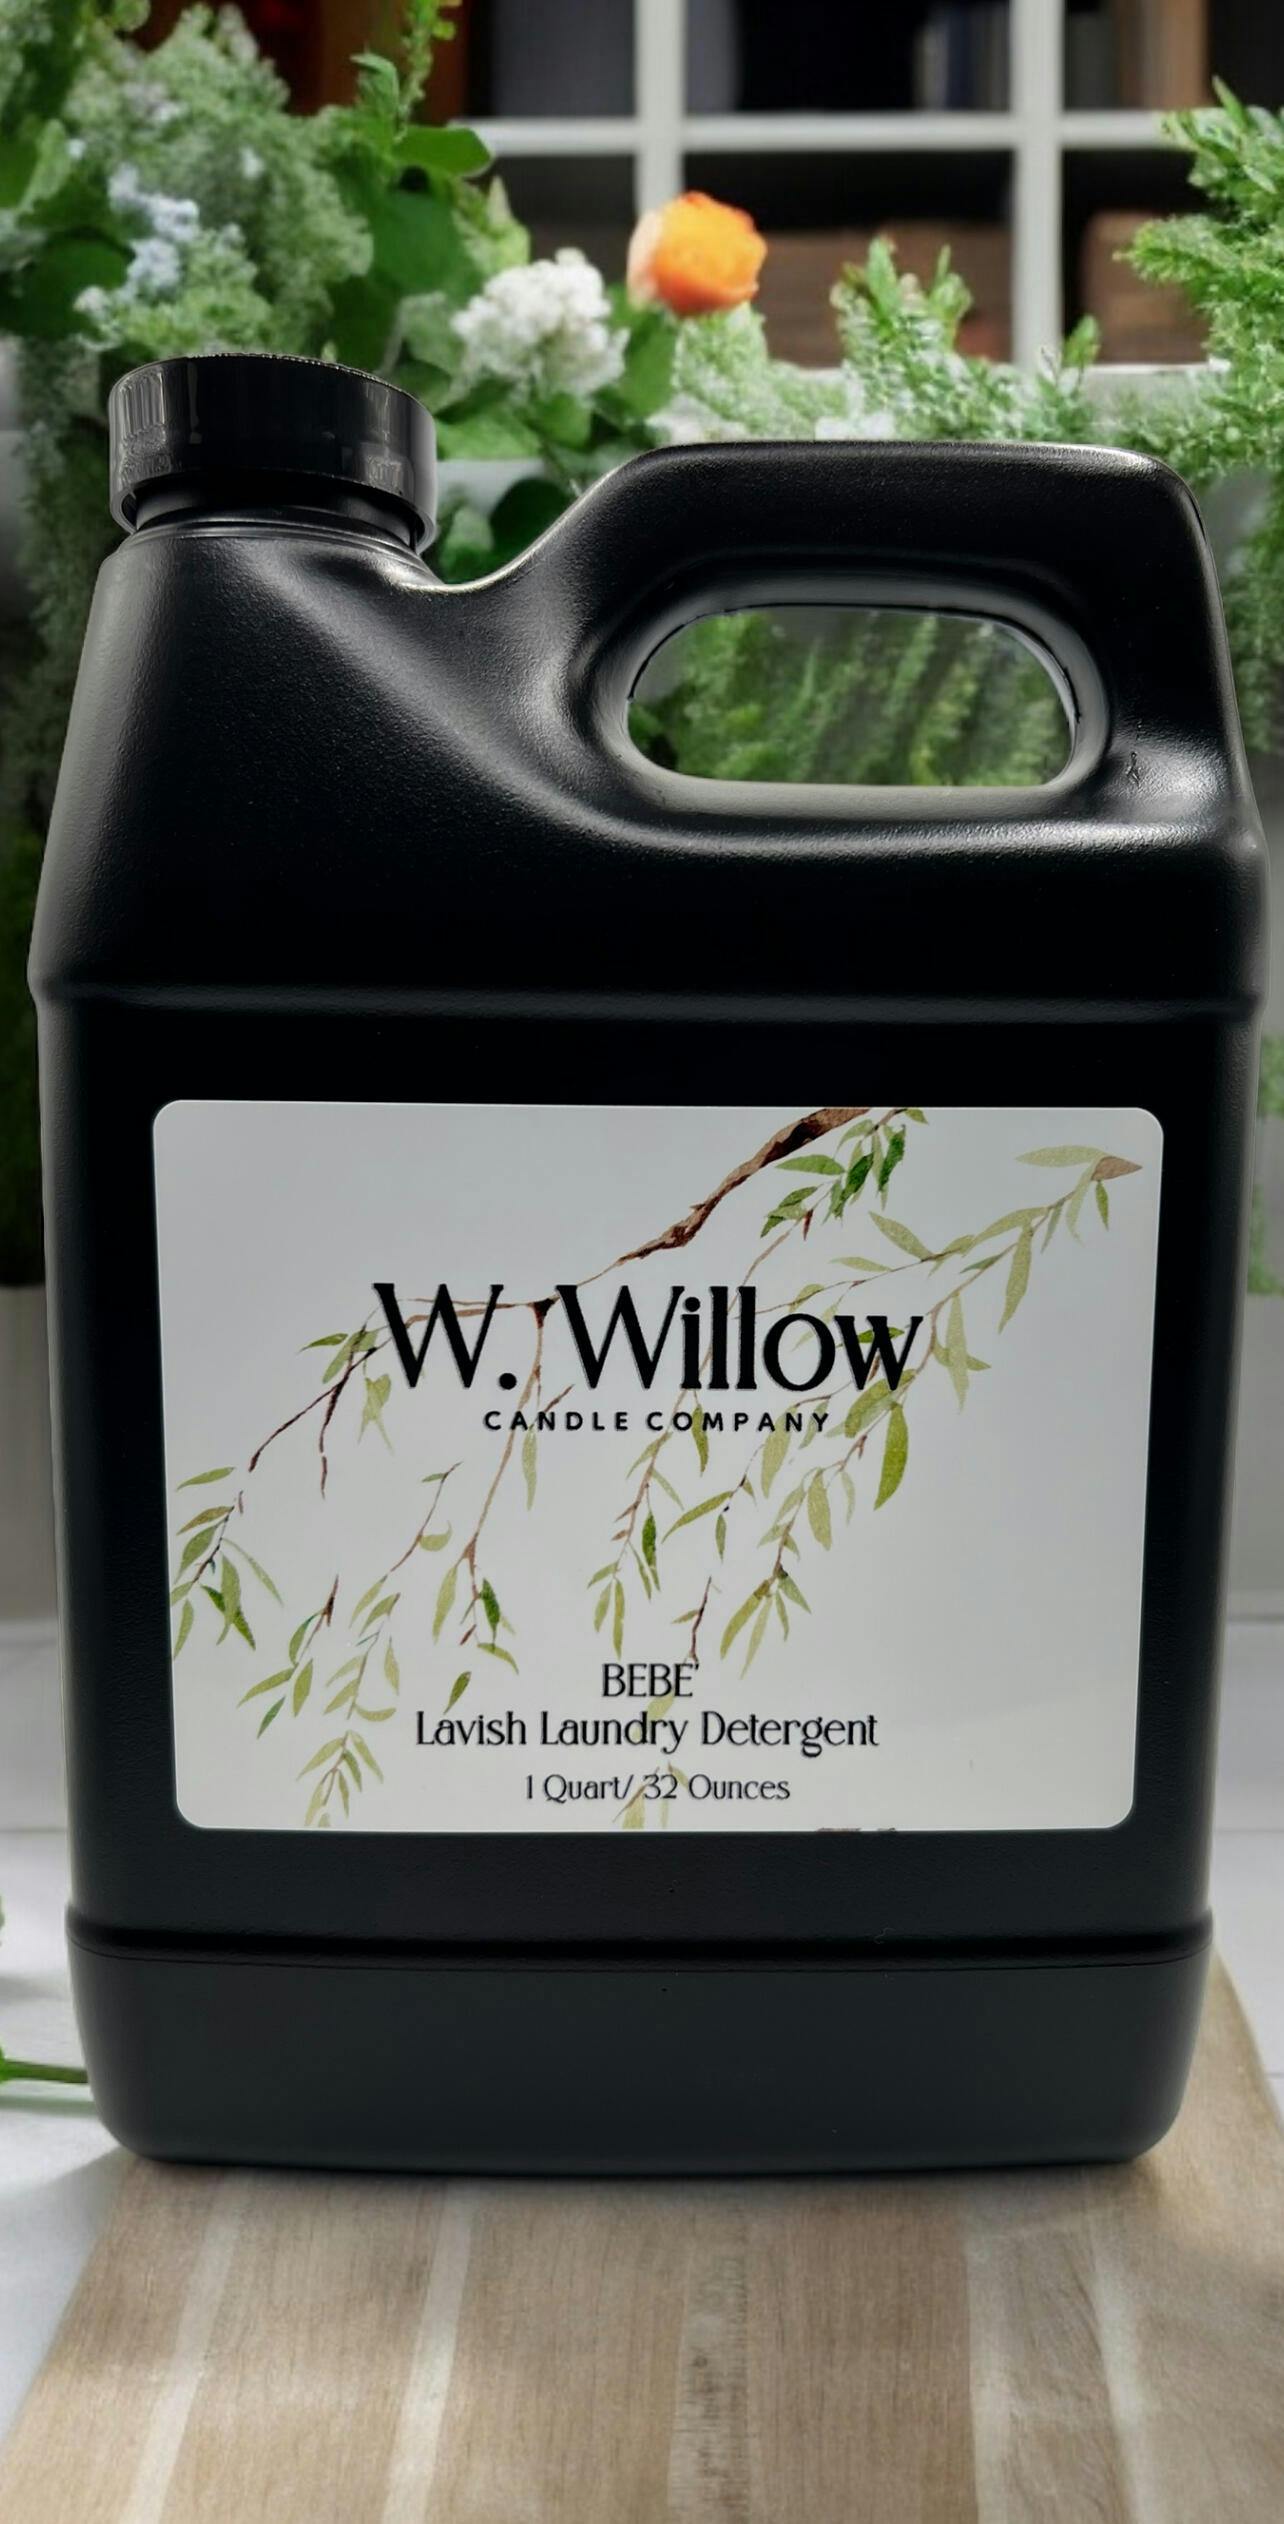 W. Willow
CANDLE COMPANY
BEBE'
Lavish Laundry Detergent
1 Quart/ 32 Ounces